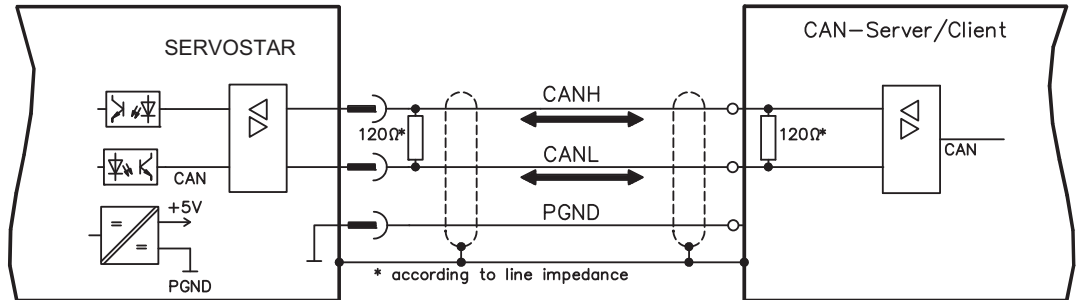 SERVOSTAR
CAN-Server/Client
CANH
120Ω*
120Ω*
CANL
CAN
CAN
+5V
PGND
PGND
* according to line impedance